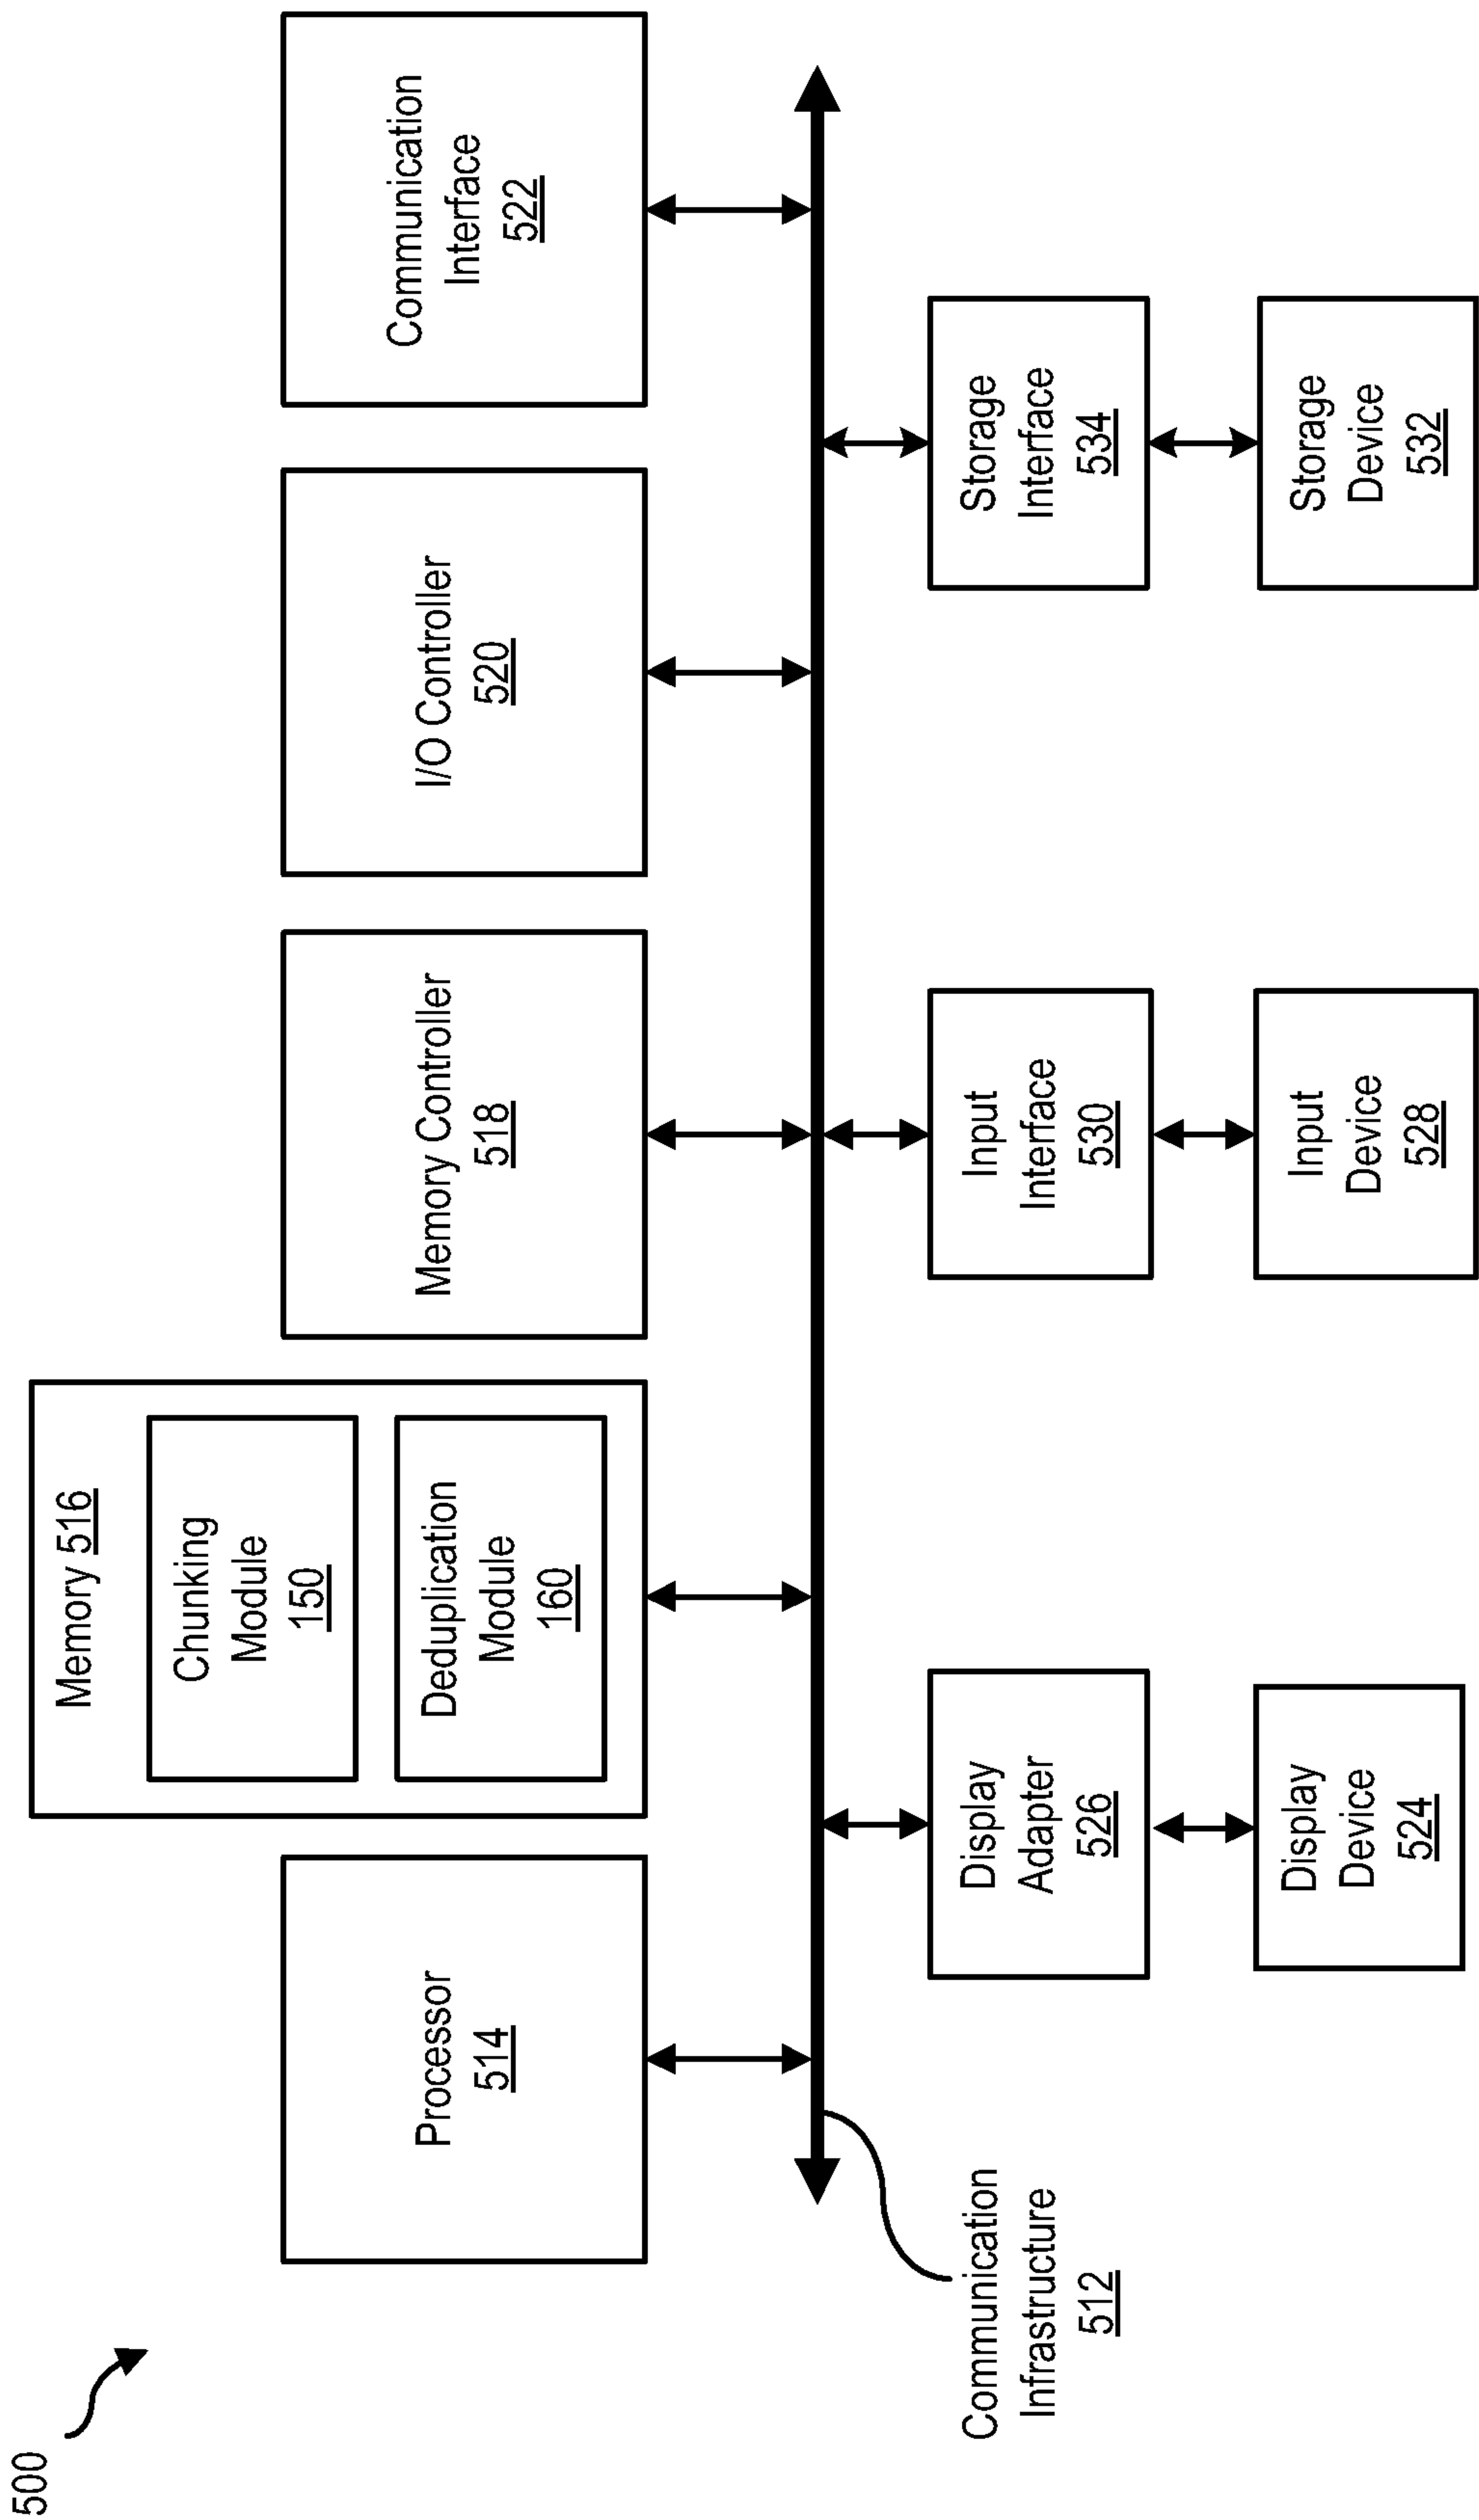 500
Processor
514
Memory 516
Chunking
Module
150
Deduplication
Module
160
Memory Controller
518
I/O Controller
520
Communication
Interface
522
Communication
Infrastructure
512
Display
Adapter
526
Input
Interface
530
Storage
Interface
534
Display
Device
524
Input
Device
528
Storage
Device
532